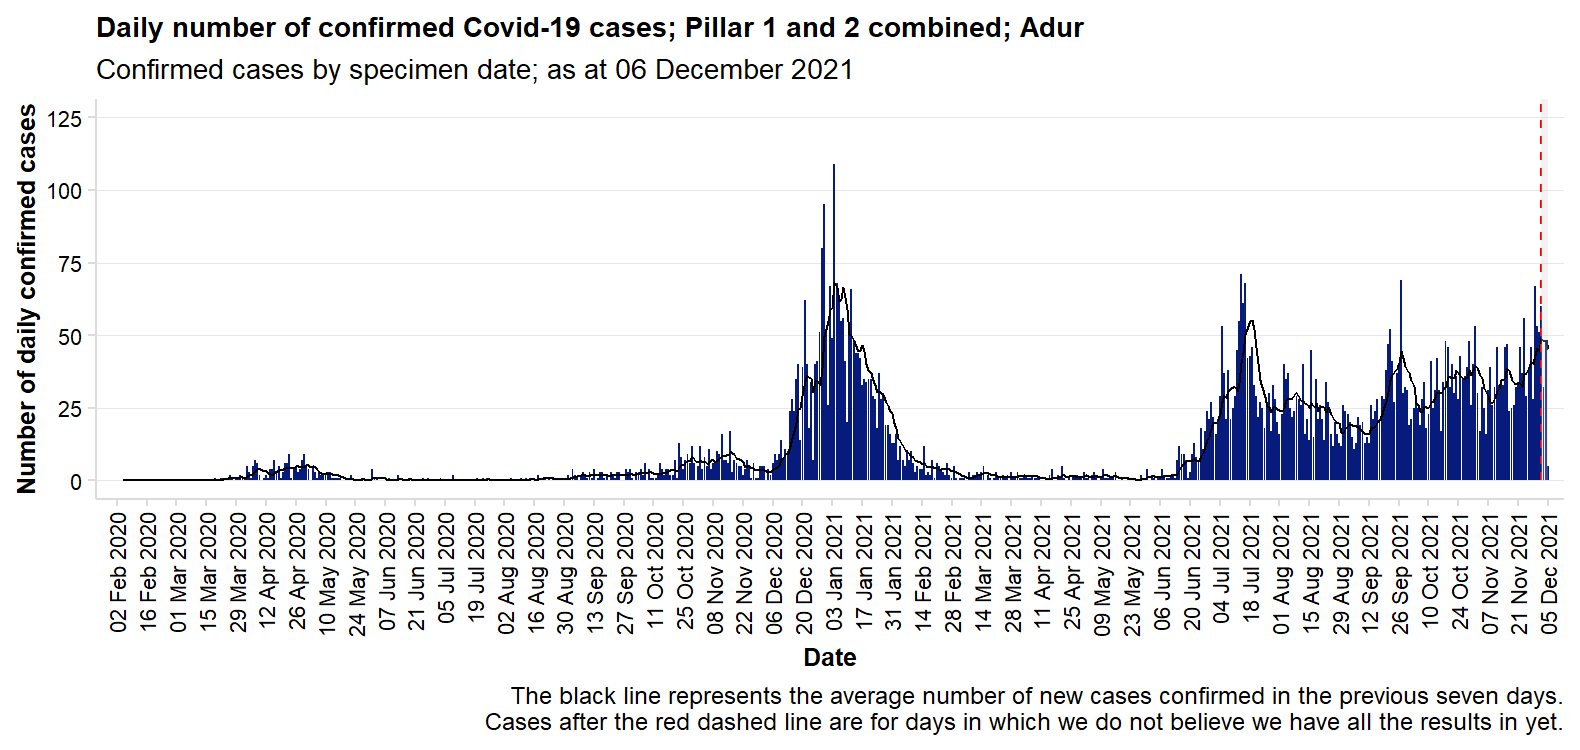 Daily number of confirmed Covid-19 cases; Pillar 1 and 2 combined; Adur
Confirmed cases by specimen date; as at 06 December 2021
Number of daily confirmed cases
125
100
75
50
25
0
02 Feb 2020
16 Feb 2020
01 Mar 2020
15 Mar 2020
29 Mar 2020
12 Apr 2020
26 Apr 2020
10 May 2020
24 May 2020
07 Jun 2020
21 Jun 2020
05 Jul 2020
19 Jul 2020
02 Aug 2020
16 Aug 2020
30 Aug 2020
13 Sep 2020
27 Sep 2020
11 Oct 2020
25 Oct 2020
08 Nov 2020
22 Nov 2020
06 Dec 2020
20 Dec 2020
03 Jan 2021
17 Jan 2021
31 Jan 2021
14 Feb 2021
28 Feb 2021
14 Mar 2021
28 Mar 2021
11 Apr 2021
25 Apr 2021
09 May 2021
23 May 2021
06 Jun 2021
20 Jun 2021
04 Jul 2021
18 Jul 2021
01 Aug 2021
15 Aug 2021
29 Aug 2021
12 Sep 2021
26 Sep 2021
10 Oct 2021
24 Oct 2021
07 Nov 2021
21 Nov 2021
05 Dec 2021
Date
The black line represents the average number of new cases confirmed in the previous seven days.
Cases after the red dashed line are for days in which we do not believe we have all the results in yet.